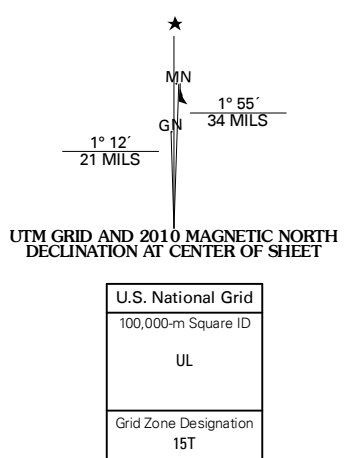 ★
MN
1° 55´
34 MILS
GN
1° 12´
21 MILS
UTM GRID AND 2010 MAGNETIC NORTH
DECLINATION AT CENTER OF SHEET
U.S. National Grid
100,000-m Square ID
UL
Grid Zone Designation
15T